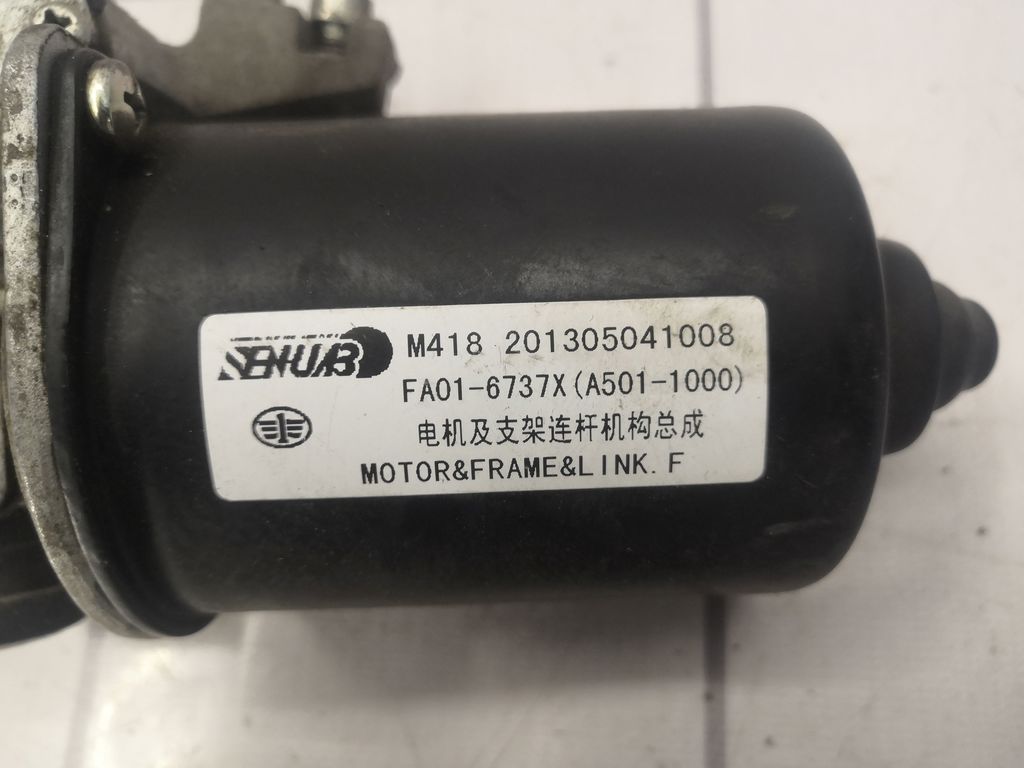 M418 201305041008
FA01-6737X(A501-1000)
电机及支架连杆机构总成
MOTOR&FRAME&LINK.F